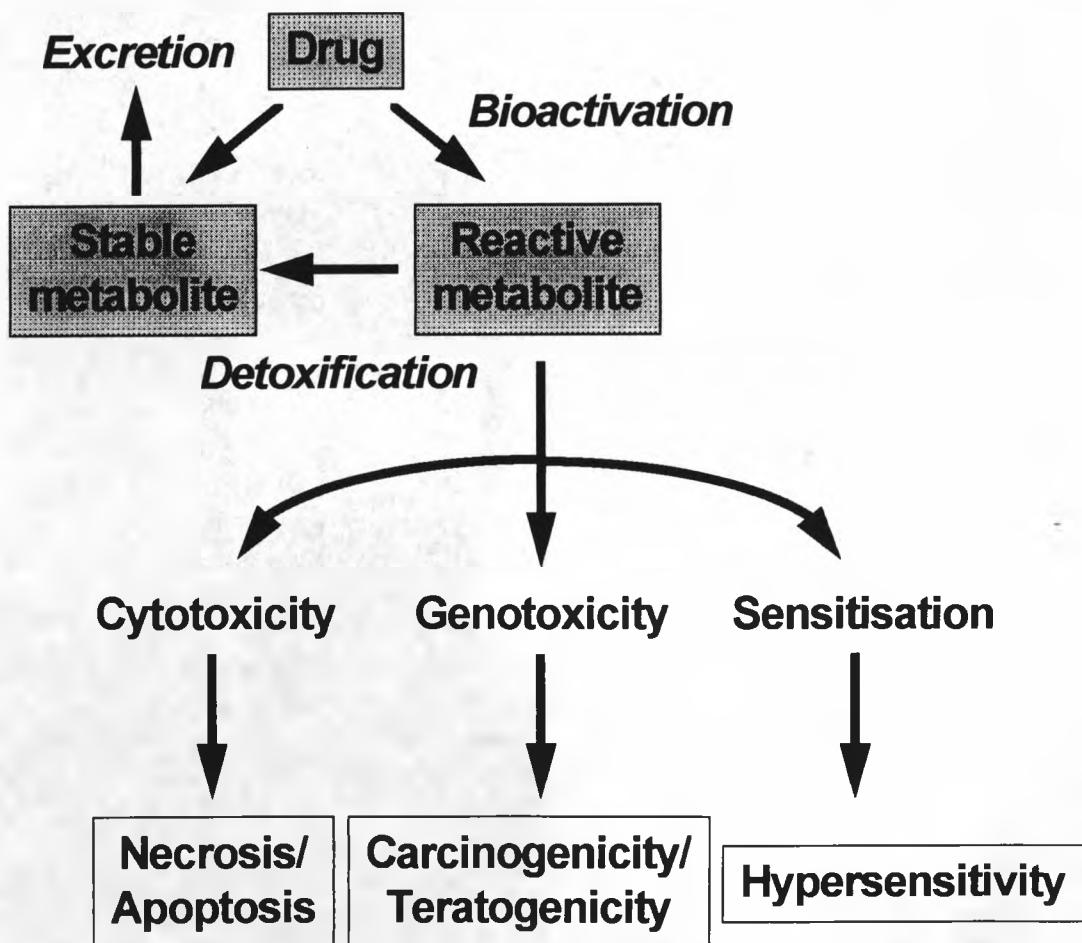 Excretion
Drug
Bioactivation
Stable
metabolite
Reactive
metabolite
Detoxification
Cytotoxicity
Genotoxicity
Sensitisation
Necrosis/
Apoptosis
Carcinogenicity/
Teratogenicity
Hypersensitivity